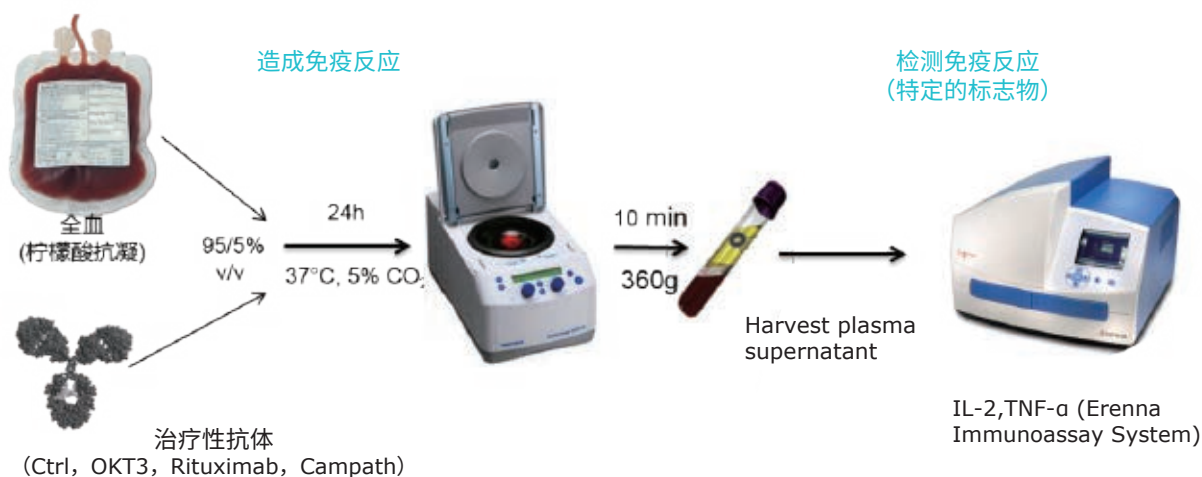 造成免疫反应
检测免疫反应
（特定的标志物）
全血
(柠檬酸抗凝)
95/5%
v/v
24h
37°C, 5% CO₂
10 min
360g
Harvest plasma
supernatant
治疗性抗体
（Ctrl，OKT3，Rituximab，Campath）
IL-2,TNF-α (Erenna
Immunoassay System)